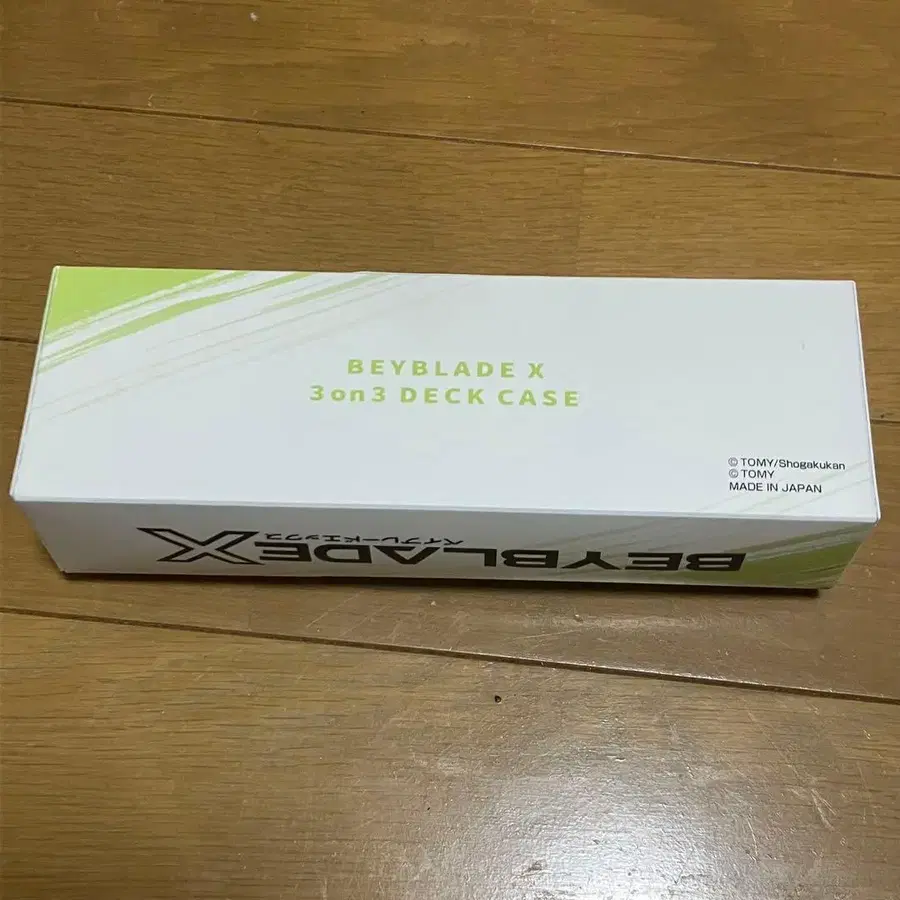 BEYBLADE X
3on3 DECK CASE
© TOMY/Shogakukan
© TOMY
MADE IN JAPAN
BEYBLADE X
ベイブレードエックス